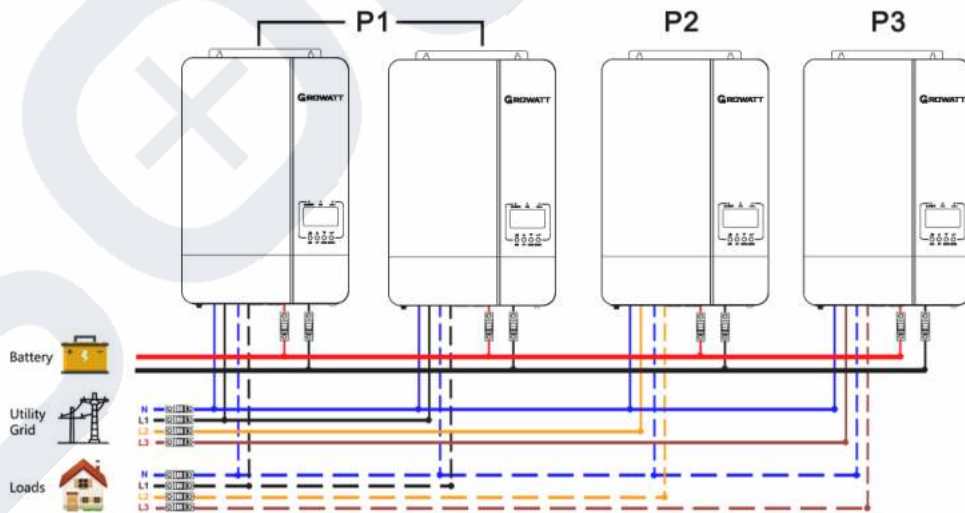 P1 P2 P3
GROWATT GROWATT GROWATT GROWATT
Battery
Utility
Grid
N
L1
L2
L3
Loads
N
L1
L2
L3